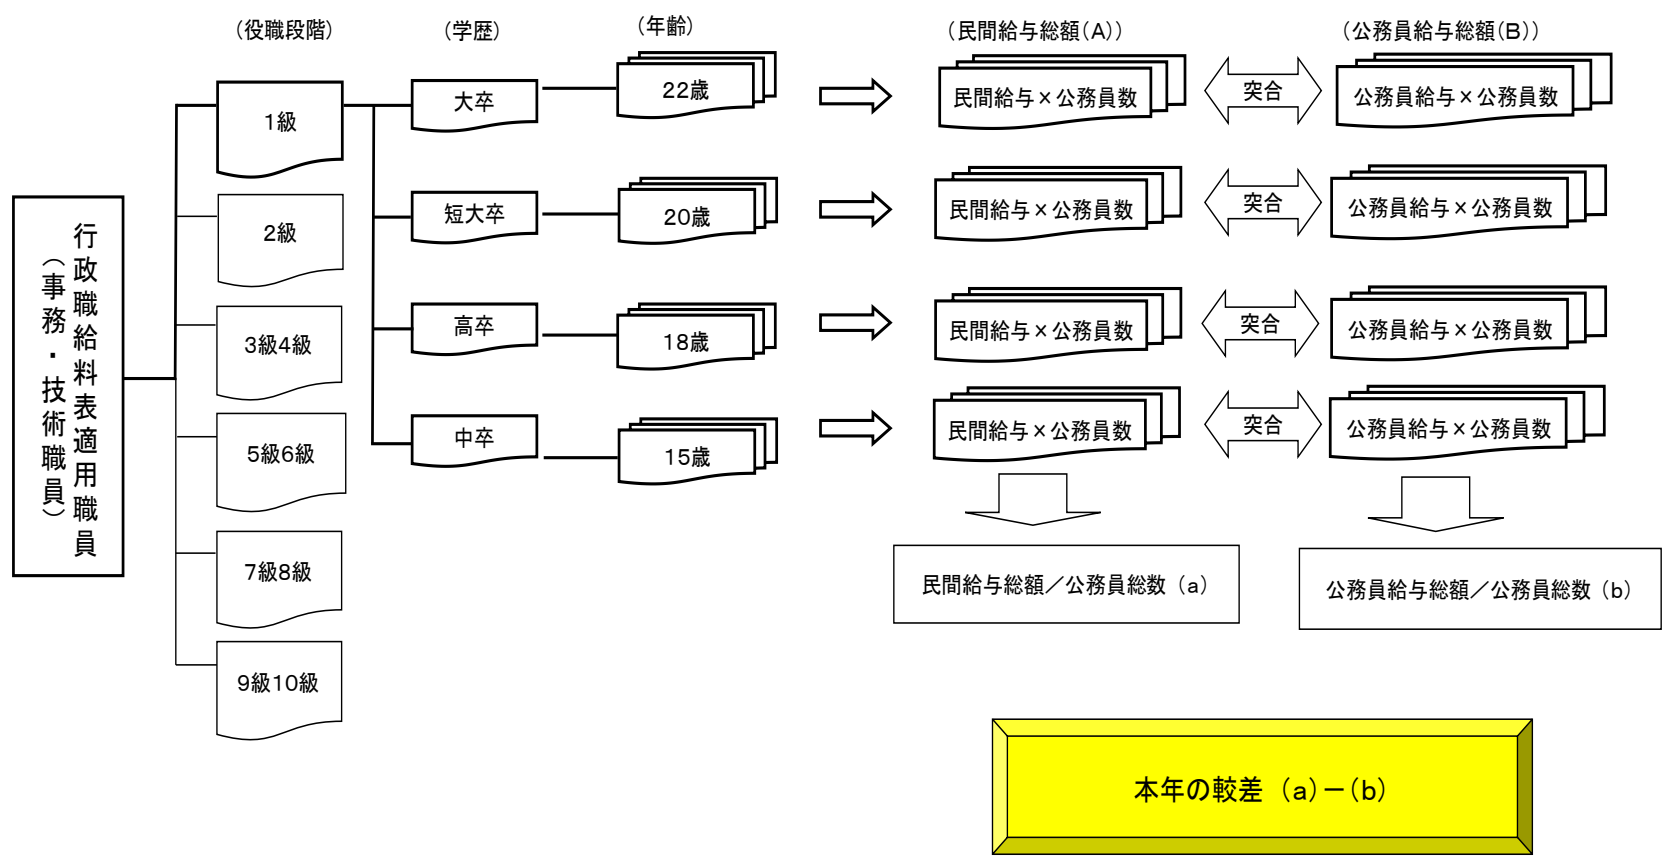 （役職段階）
（学歴）
（年齢）
（民間給与総額(A)）
（公務員給与総額(B)）
行政職給料表適用職員
（事務・技術職員）
1級
2級
3級4級
5級6級
7級8級
9級10級
大卒
22歳
民間給与×公務員数
突合
公務員給与×公務員数
短大卒
20歳
民間給与×公務員数
突合
公務員給与×公務員数
高卒
18歳
民間給与×公務員数
突合
公務員給与×公務員数
中卒
15歳
民間給与×公務員数
突合
公務員給与×公務員数
民間給与総額／公務員総数（a）
公務員給与総額／公務員総数（b）
本年の較差（a）－（b）